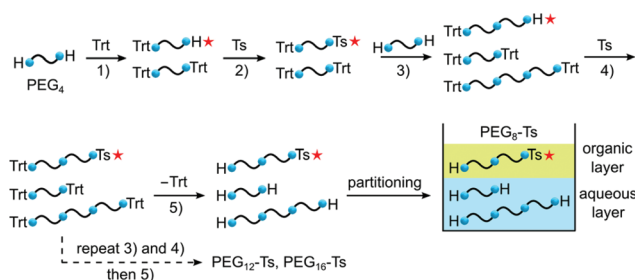 Trt
Ts
H H
Trt H★
Trt H★
Trt Ts★
H H
Trt Trt
Ts
1)
2)
3)
4)
PEG4
Trt Trt
Trt Trt
Trt Trt
Trt Ts★
Trt Trt
Trt Trt
–Trt
5)
H Ts★
H H
H H
partitioning
PEG8-Ts
H Ts★
H H
H H
organic
layer
aqueous
layer
repeat 3) and 4)
then 5)
PEG12-Ts, PEG16-Ts